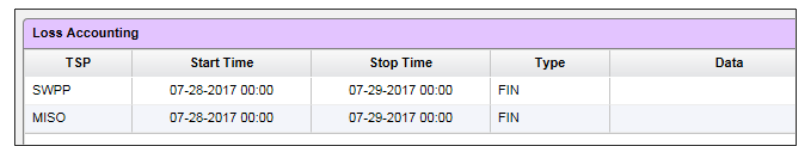 Loss Accounting
TSP Start Time Stop Time Type Data
SWPP 07-28-2017 00:00 07-29-2017 00:00 FIN
MISO 07-28-2017 00:00 07-29-2017 00:00 FIN